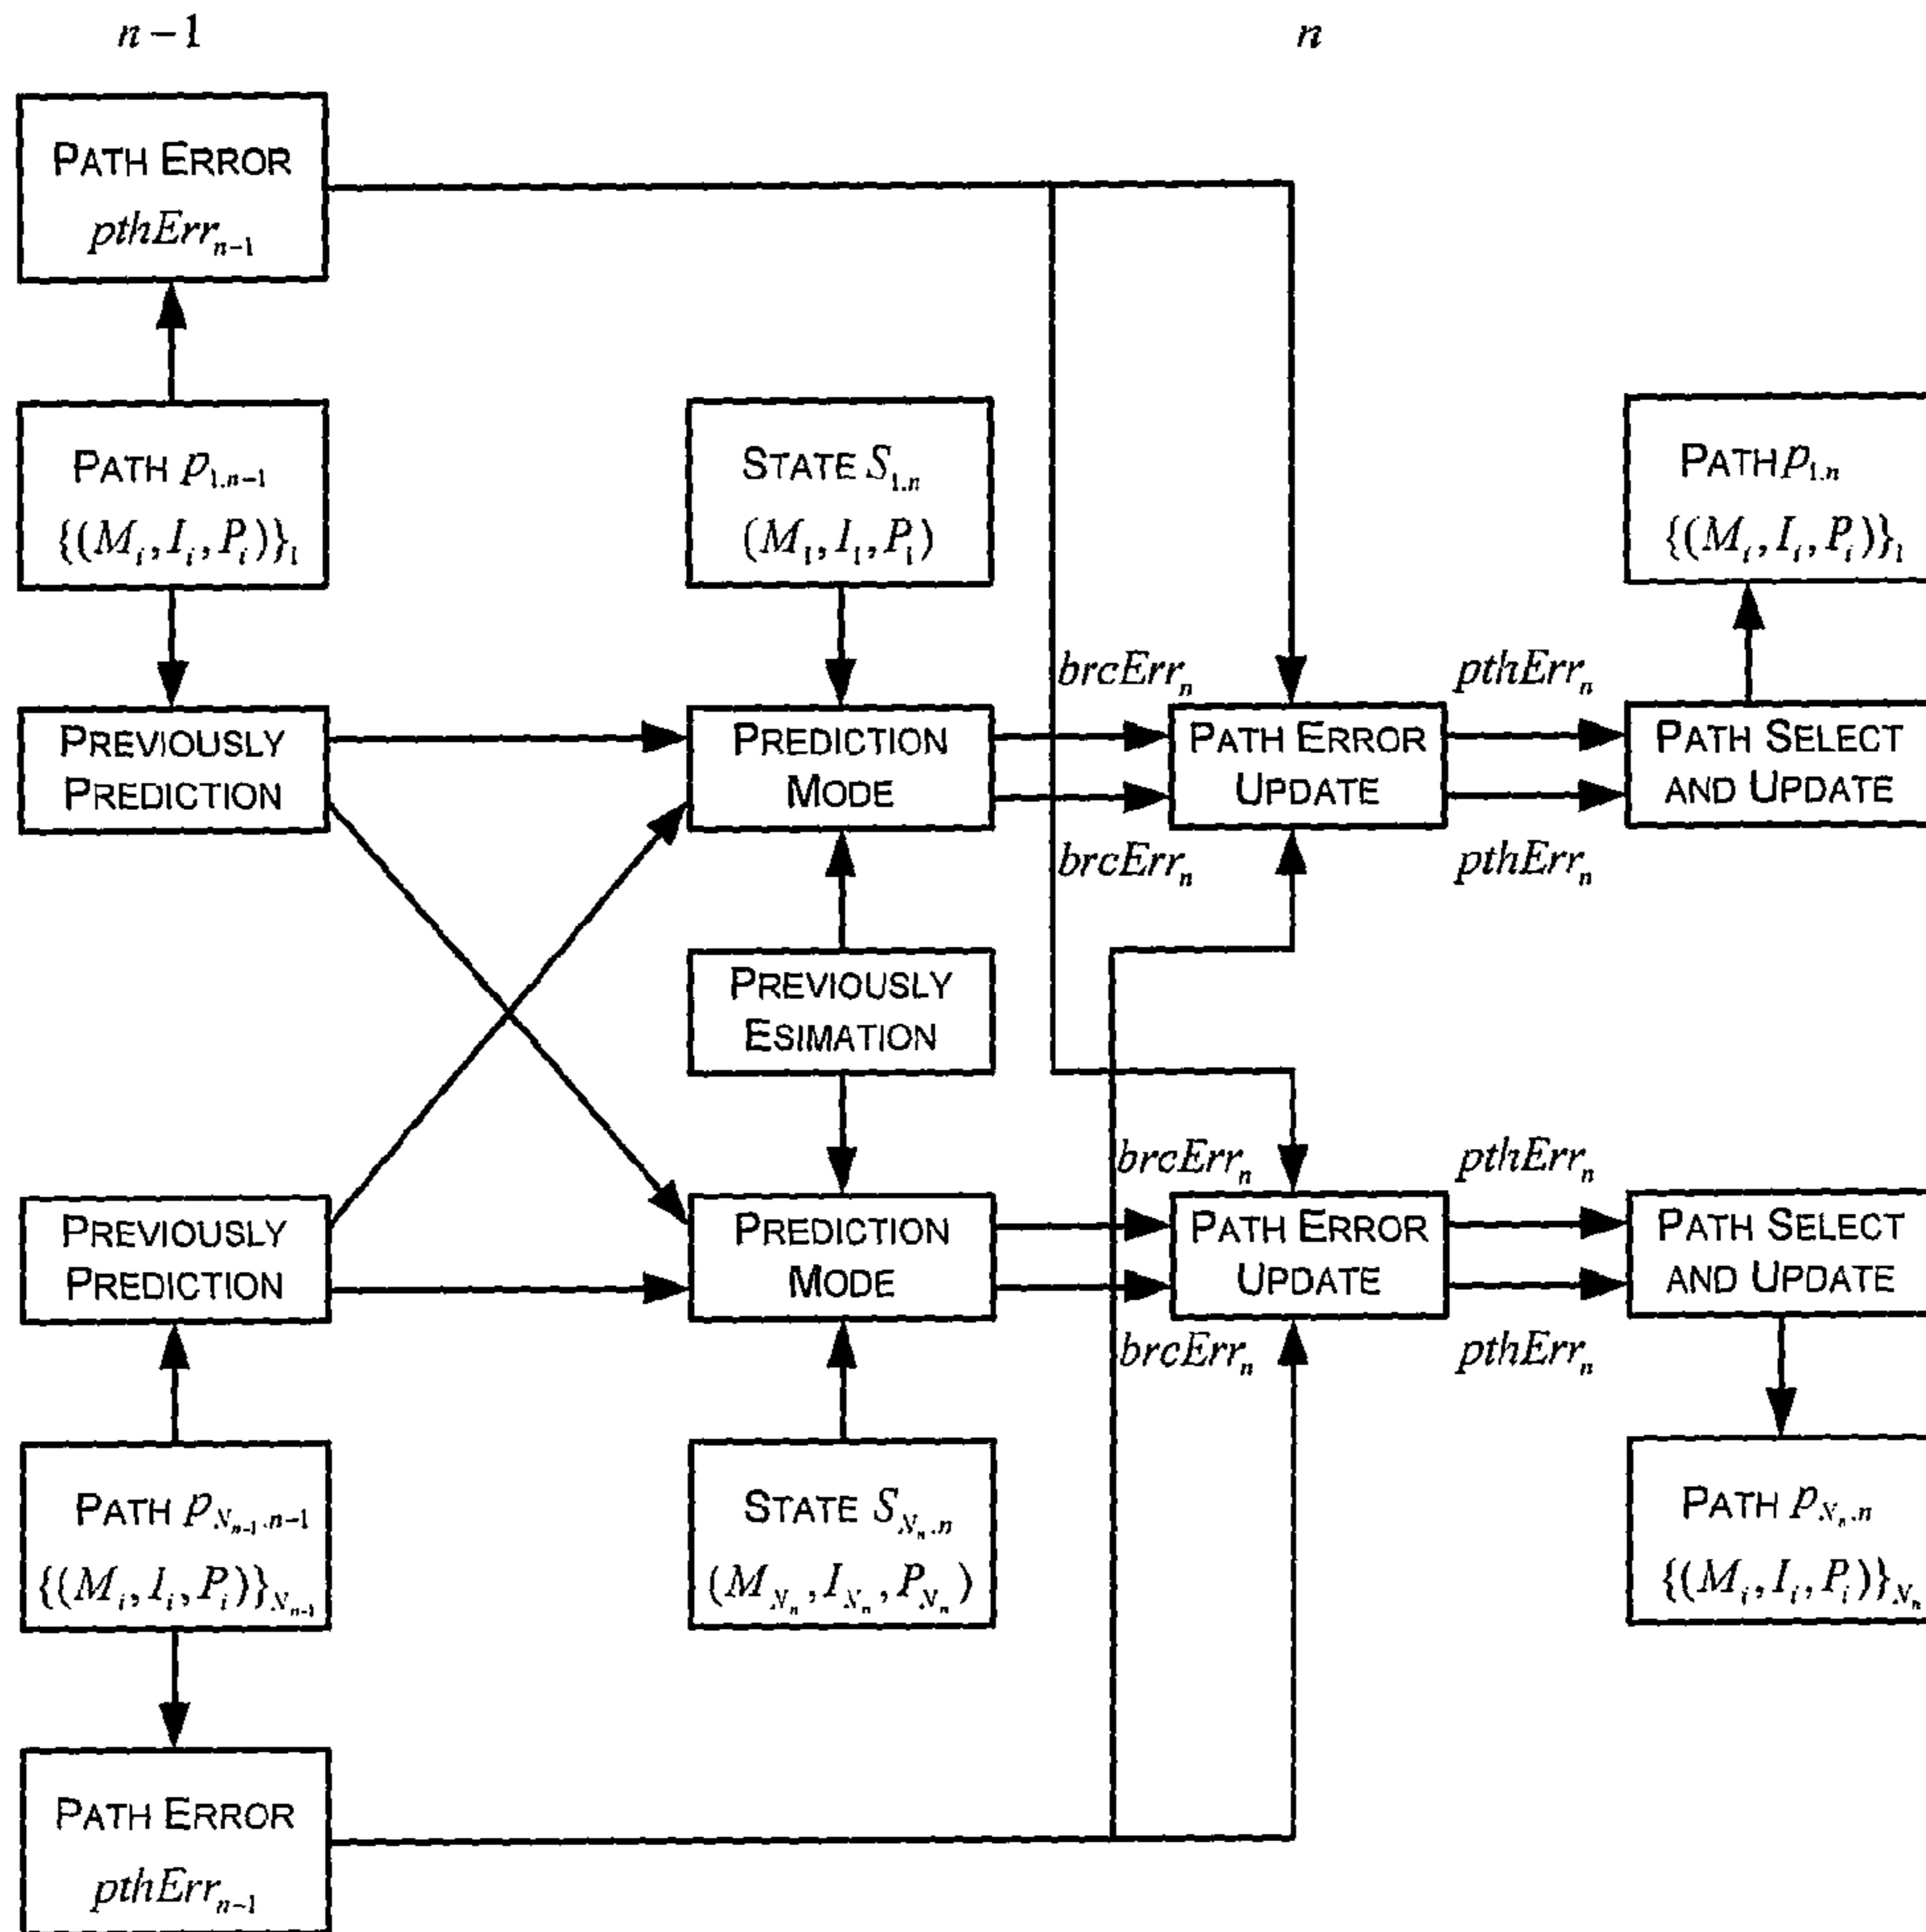 n−1
n
PATH ERROR
pthErr_{n−1}
PATH p_{1,n−1}
{(M_i, I_i, P_i)}_1
STATE S_{1,n}
(M_1, I_1, P_1)
PATH p_{1,n}
{(M_i, I_i, P_i)}_1
brcErr_n
pthErr_n
PREVIOUSLY
PREDICTION
PREDICTION
MODE
PATH ERROR
UPDATE
PATH SELECT
AND UPDATE
brcErr_n
pthErr_n
PREVIOUSLY
ESIMATION
brcErr_n
pthErr_n
PREVIOUSLY
PREDICTION
PREDICTION
MODE
PATH ERROR
UPDATE
PATH SELECT
AND UPDATE
brcErr_n
pthErr_n
PATH p_{N_{n−1},n−1}
{(M_i, I_i, P_i)}_{N_{n−1}}
STATE S_{N_n,n}
(M_{N_n}, I_{N_n}, P_{N_n})
PATH p_{N_n,n}
{(M_i, I_i, P_i)}_{N_n}
PATH ERROR
pthErr_{n−1}